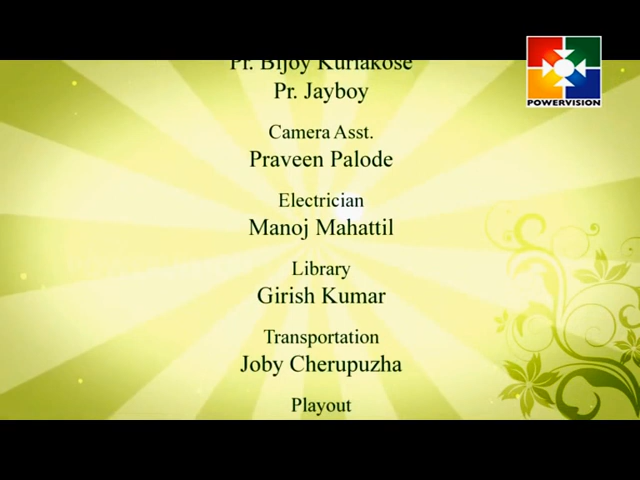 Pr. Bijoy Kuriakose
Pr. Jayboy
Camera Asst.
Praveen Palode
Electrician
Manoj Mahattil
Library
Girish Kumar
Transportation
Joby Cherupuzha
Playout
POWERVISION